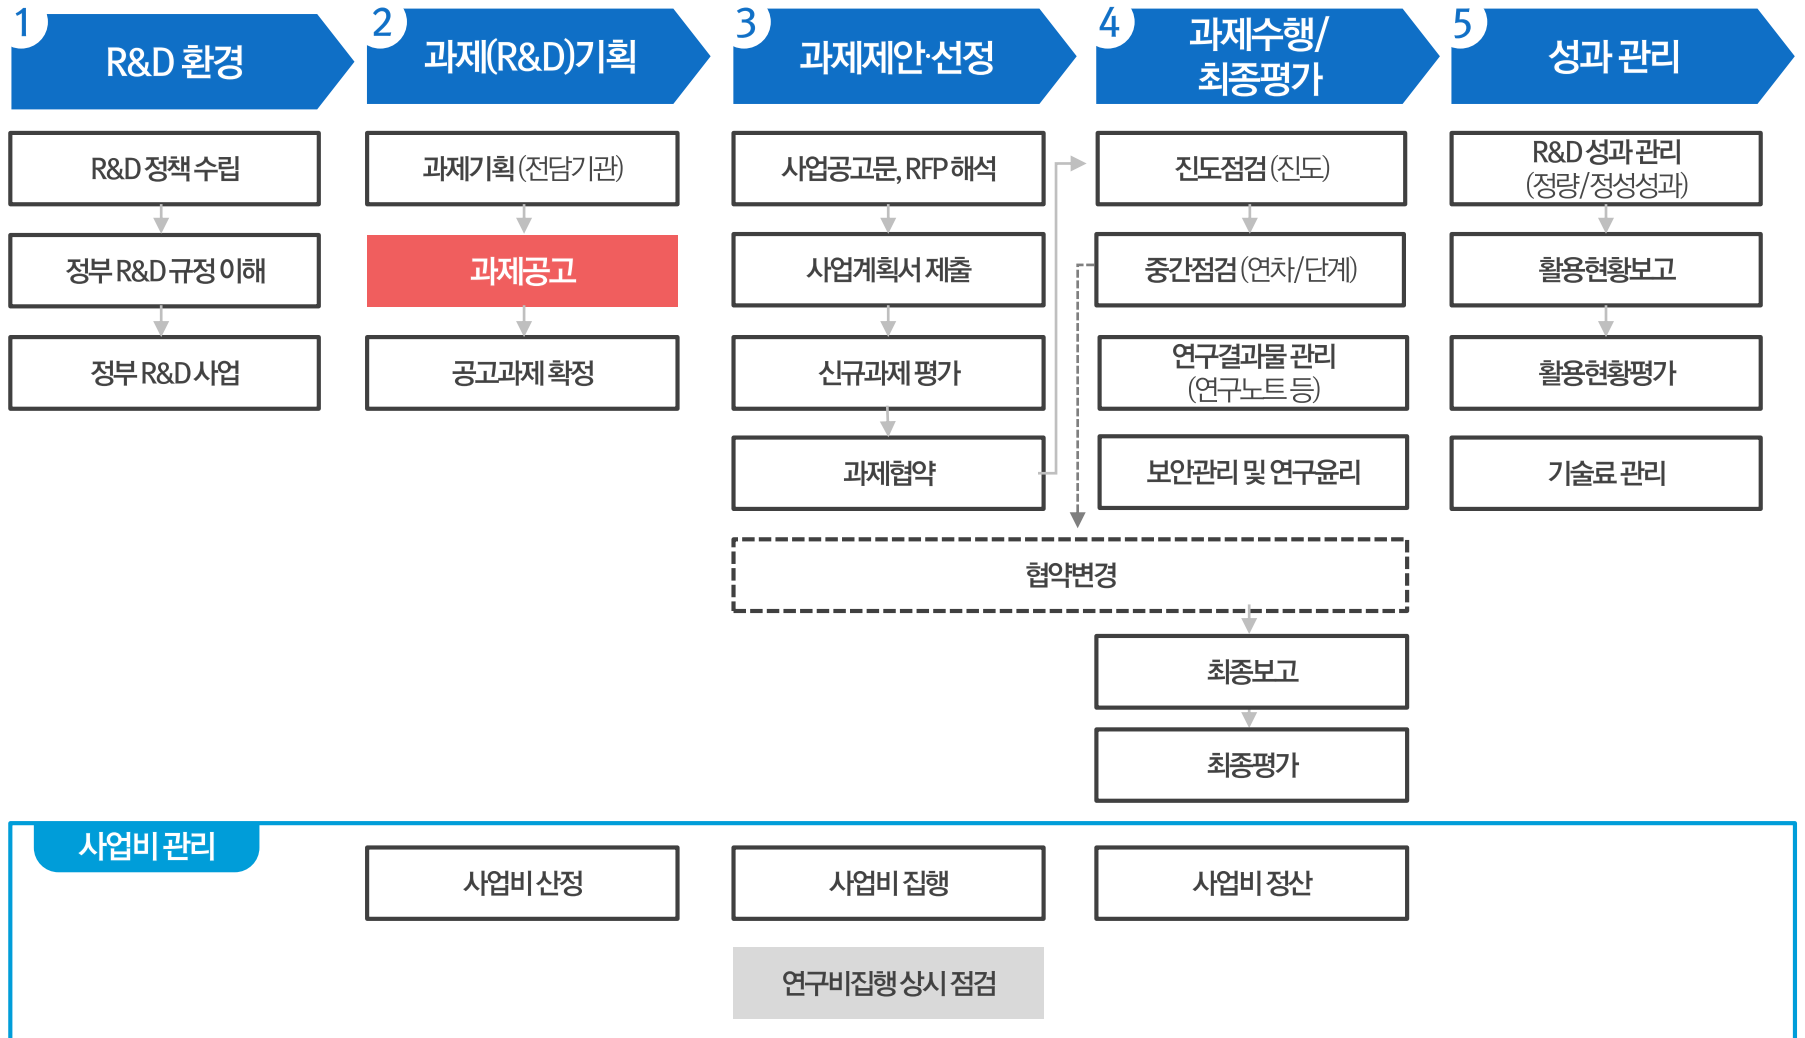 1
R&D 환경
2
과제(R&D)기획
3
과제제안·선정
4
과제수행/
최종평가
5
성과 관리
R&D 정책 수립
정부 R&D 규정 이해
정부 R&D 사업
과제기획 (전담기관)
과제공고
공고과제 확정
사업공고문, RFP 해석
사업계획서 제출
신규과제 평가
과제협약
진도점검 (진도)
중간점검 (연차/단계)
연구결과물 관리
(연구노트 등)
보안관리 및 연구윤리
협약변경
최종보고
최종평가
R&D 성과 관리
(정량/정성성과)
활용현황보고
활용현황평가
기술료 관리
사업비 관리
사업비 산정
사업비 집행
사업비 정산
연구비집행 상시 점검